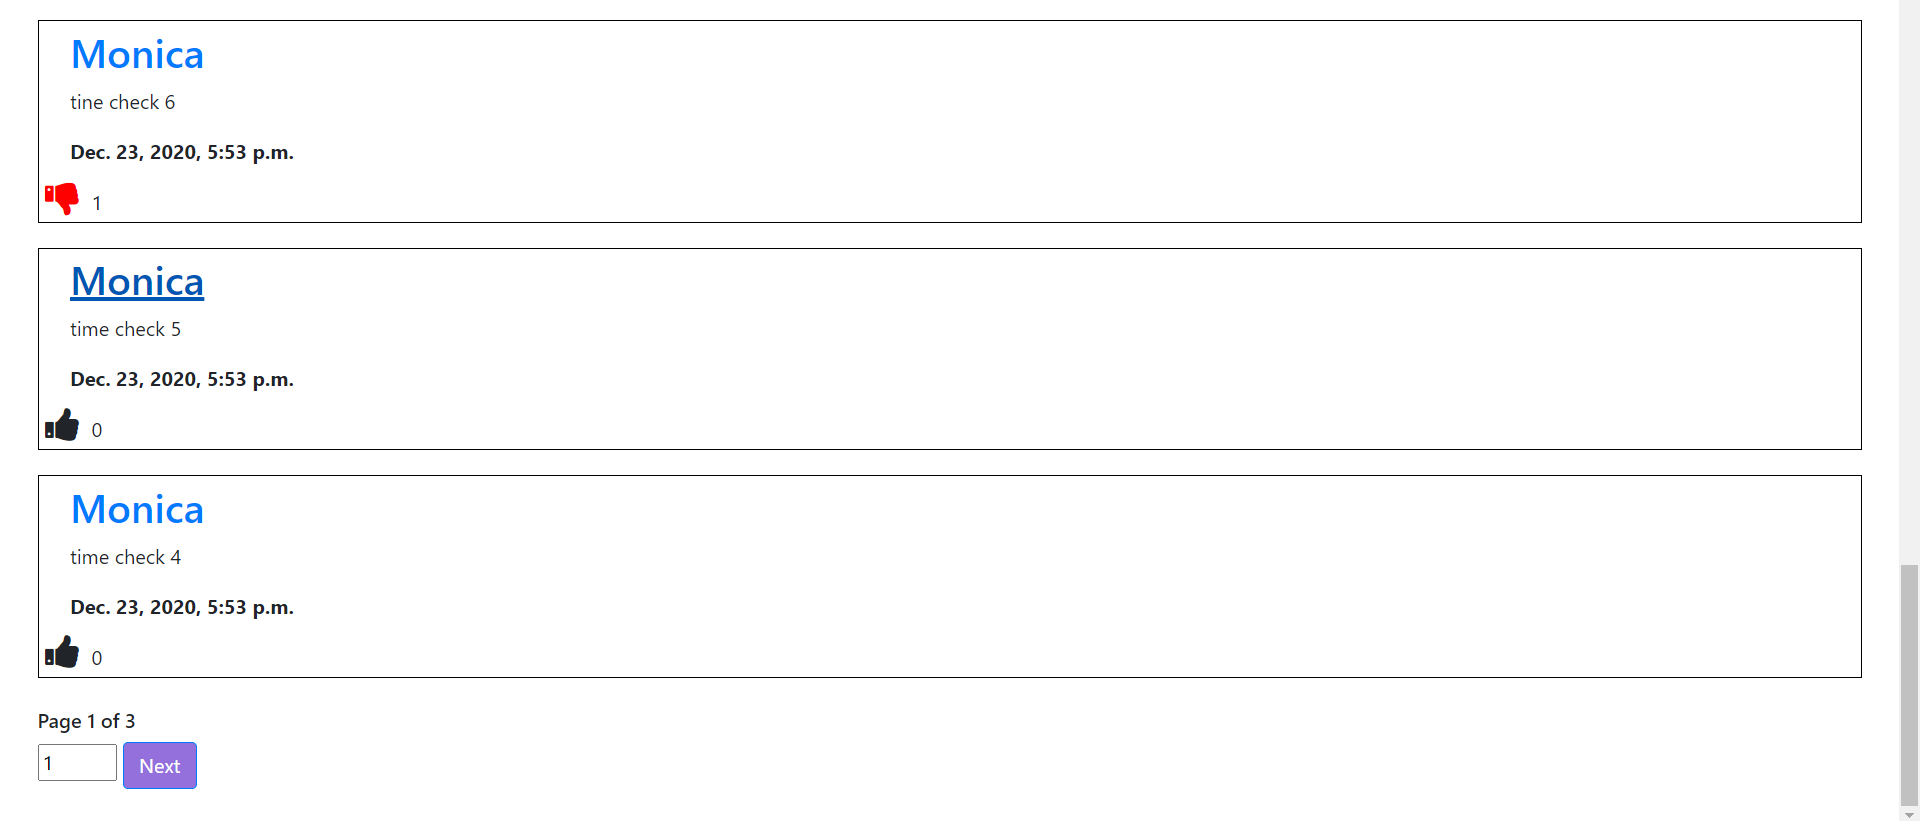 Monica
tine check 6
Dec. 23, 2020, 5:53 p.m.
1
Monica
time check 5
Dec. 23, 2020, 5:53 p.m.
0
Monica
time check 4
Dec. 23, 2020, 5:53 p.m.
0
Page 1 of 3
1 Next